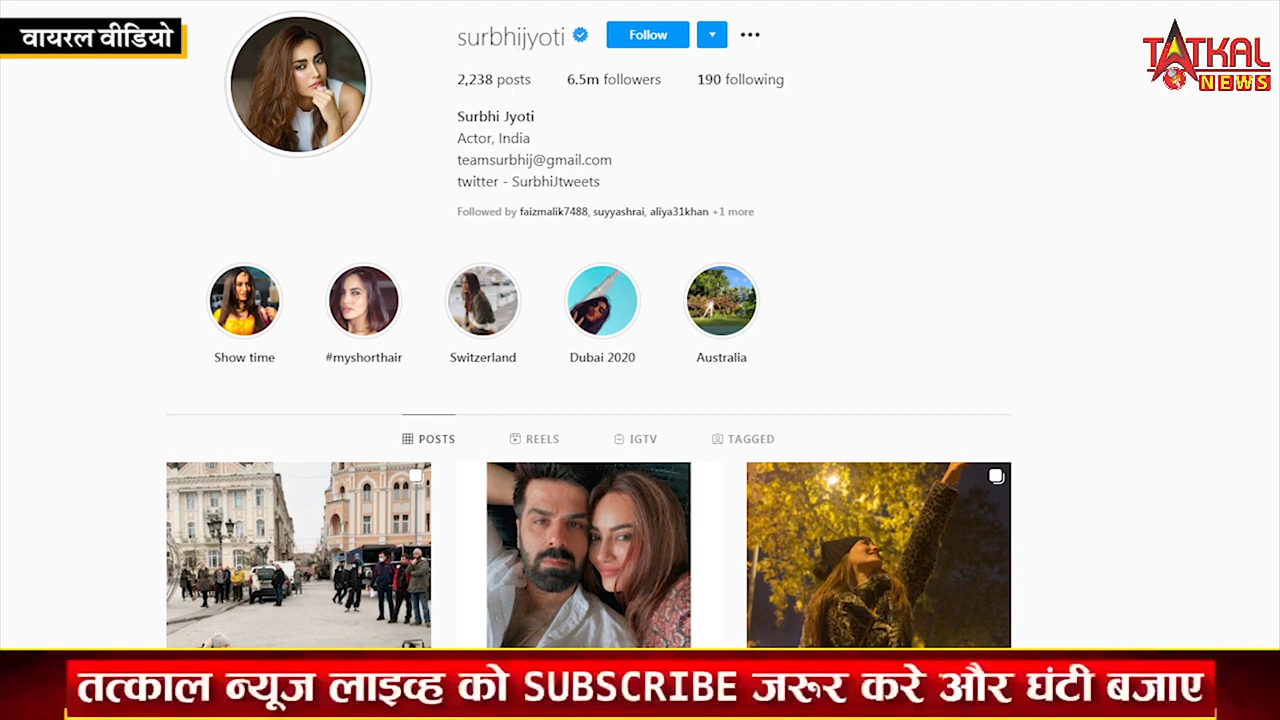 वायरल वीडियो
TATKAL
NEWS
surbhijyoti Follow
2,238 posts 6.5m followers 190 following
Surbhi Jyoti
Actor, India
teamsurbhij@gmail.com
twitter - SurbhiJtweets
Followed by faizmalik7488, suyyashrai, aliya31khan +1 more
Show time #myshorthair Switzerland Dubai 2020 Australia
POSTS REELS IGTV TAGGED
तत्काल न्यूज लाइव्ह को SUBSCRIBE जरूर करे और घंटी बजाए